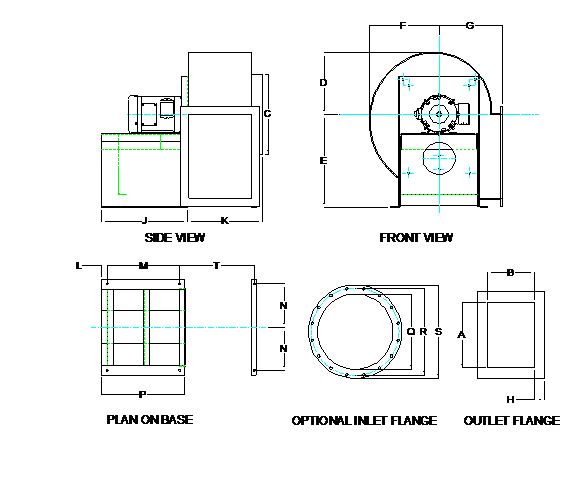 F
G
D
C
E
J
K
SIDE VIEW
FRONT VIEW
L
M
T
N
N
P
Q R S
B
A
H
PLAN ON BASE
OPTIONAL INLET FLANGE
OUTLET FLANGE